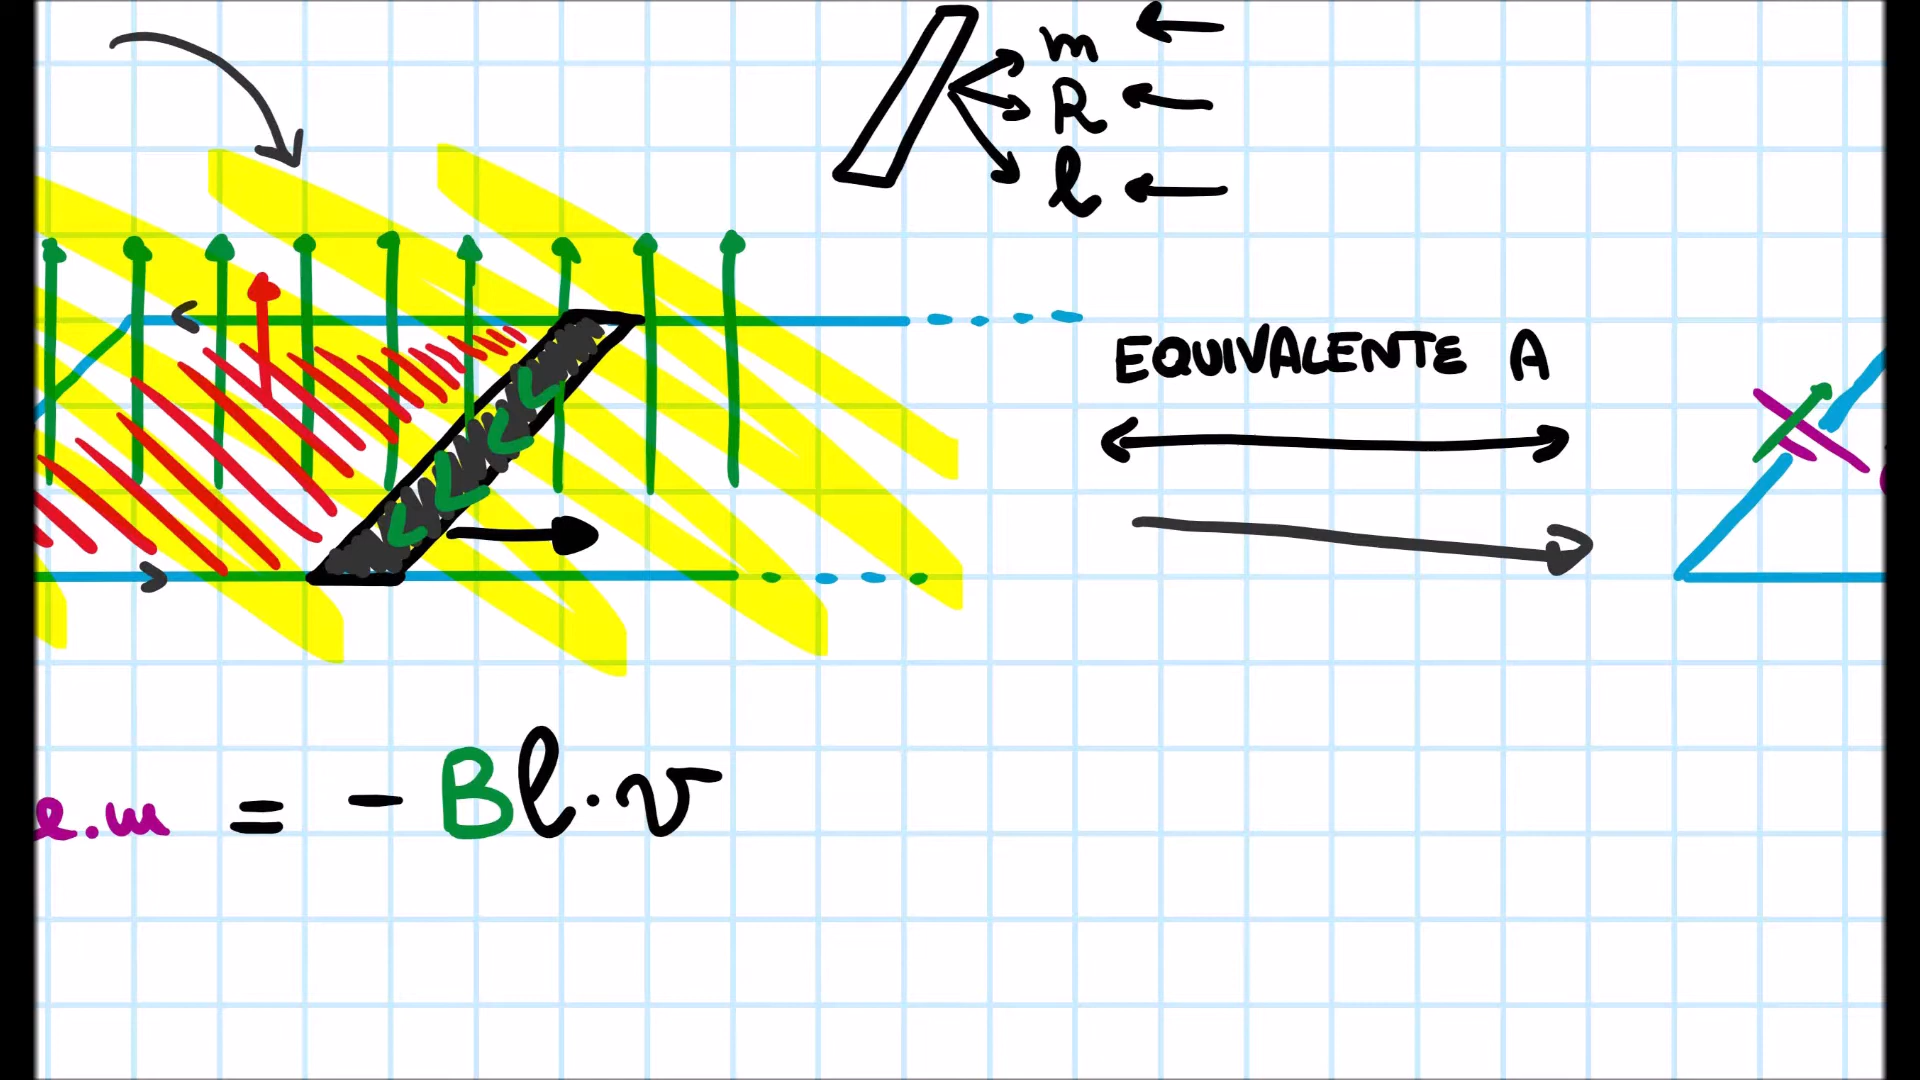 m
R
l
EQUIVALENTE A
e.m = - Bl·v